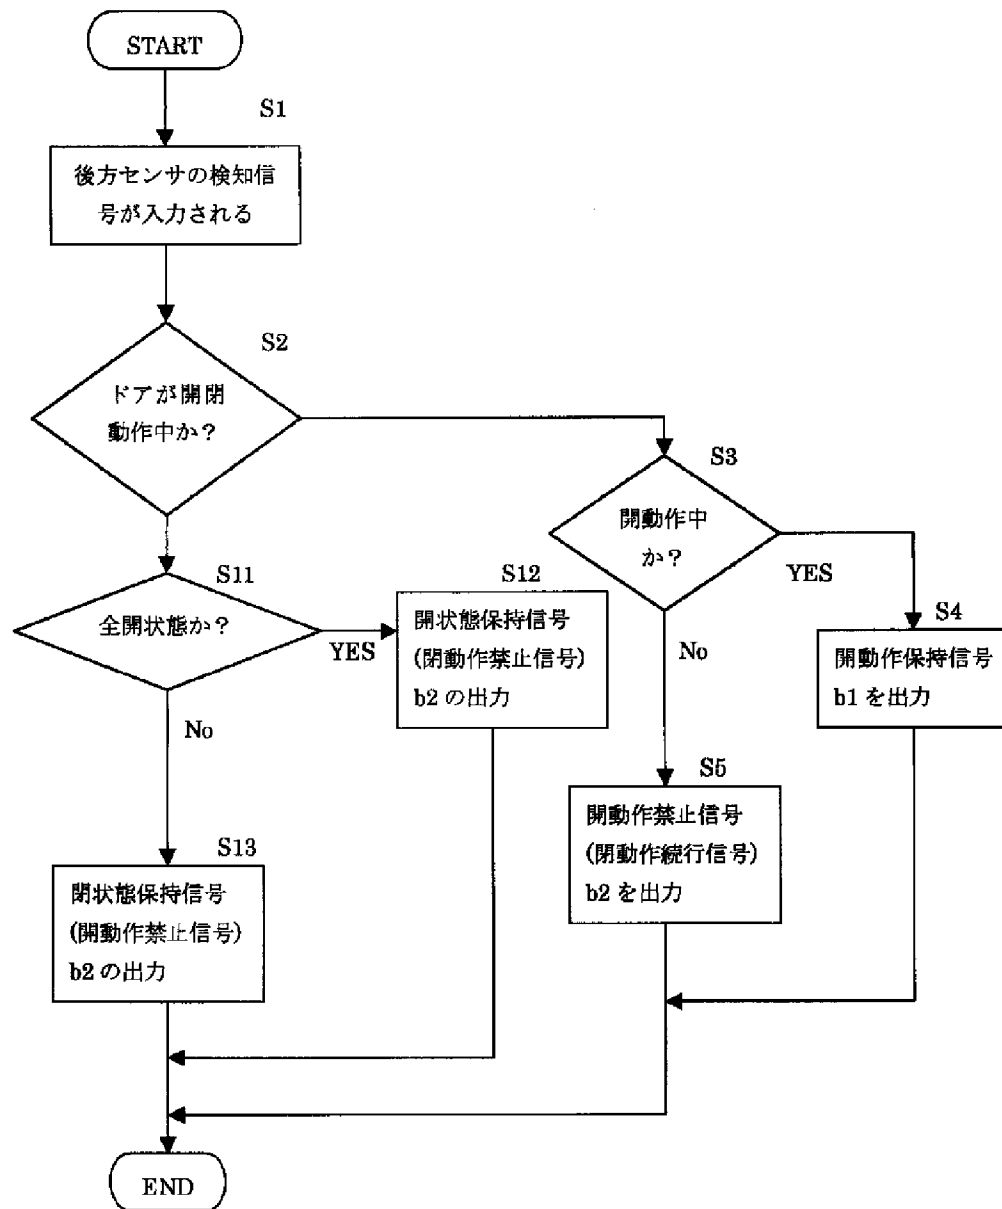 START
S1
後方センサの検知信
号が入力される
S2
ドアが開閉
動作中か？
S3
開動作中
か？
YES
No
S11
全開状態か？
YES
No
S12
開状態保持信号
(閉動作禁止信号)
b2 の出力
S4
開動作保持信号
b1 を出力
S5
開動作禁止信号
(閉動作続行信号)
b2 を出力
S13
閉状態保持信号
(開動作禁止信号)
b2 の出力
END